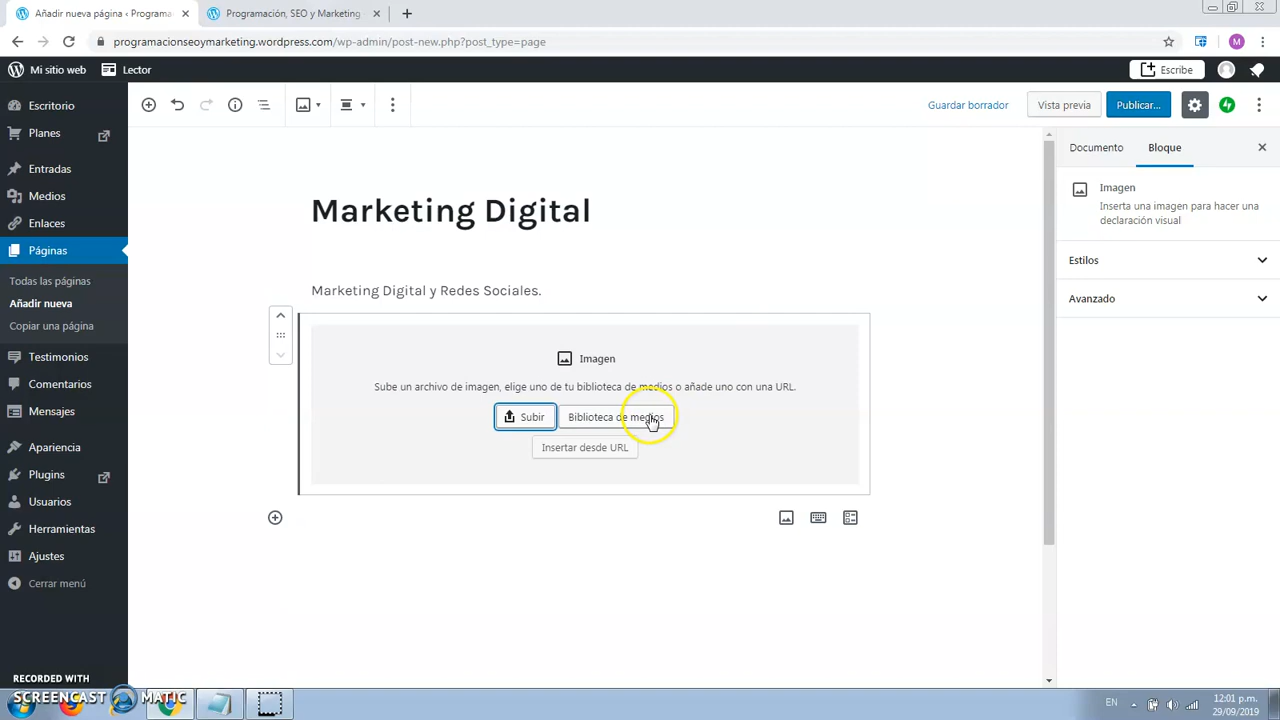 Añadir nueva página < Programa
Programación, SEO y Marketing
programacionseoymarketing.wordpress.com/wp-admin/post-new.php?post_type=page
M
Mi sitio web
Lector
Escribe
Escritorio
Planes
Entradas
Medios
Enlaces
Páginas
Todas las páginas
Añadir nueva
Copiar una página
Testimonios
Comentarios
Mensajes
Apariencia
Plugins
Usuarios
Herramientas
Ajustes
Cerrar menú
Guardar borrador
Vista previa
Publicar...
Marketing Digital
Marketing Digital y Redes Sociales.
Imagen
Sube un archivo de imagen, elige uno de tu biblioteca de medios o añade uno con una URL.
Subir
Biblioteca de medios
Insertar desde URL
Documento
Bloque
Imagen
Inserta una imagen para hacer una
declaración visual
Estilos
Avanzado
RECORDED WITH
SCREENCAST MATIC
EN
12:01 p.m.
29/09/2019